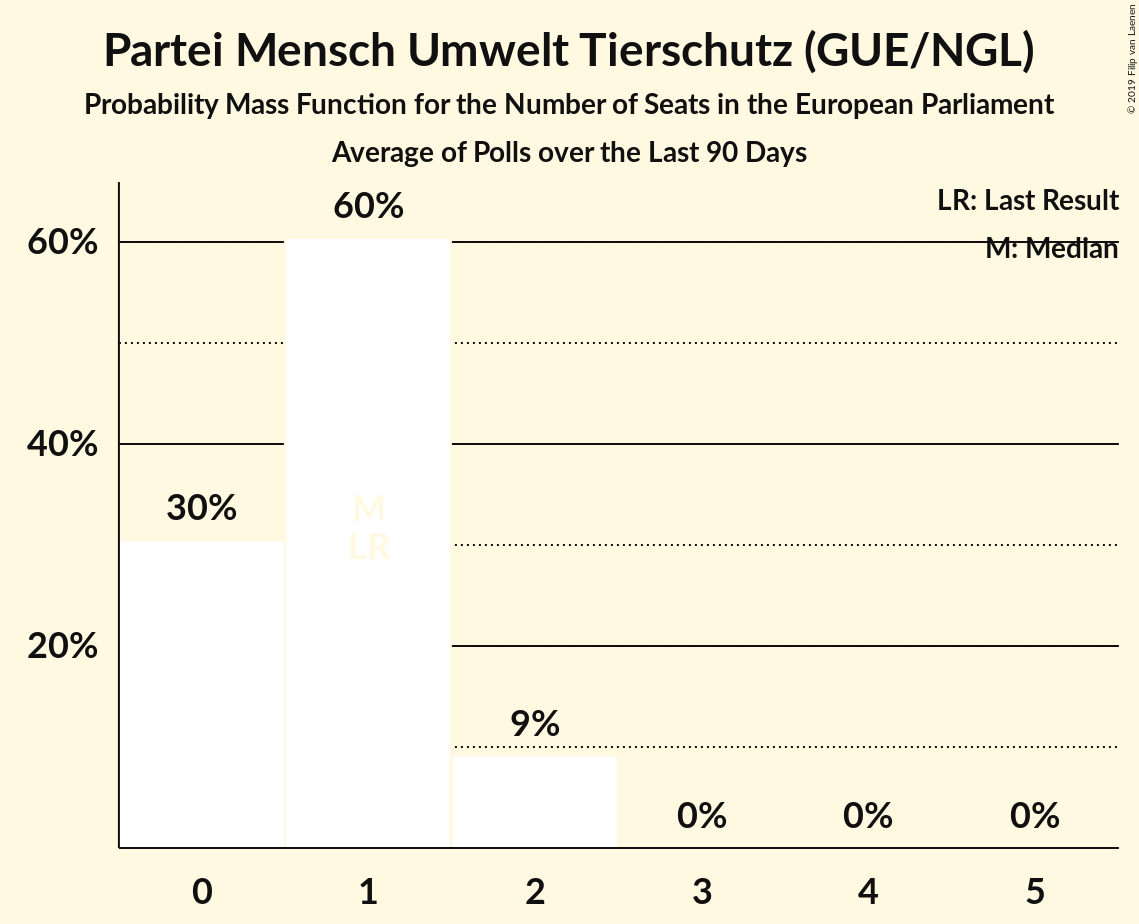 Partei Mensch Umwelt Tierschutz (GUE/NGL)
Probability Mass Function for the Number of Seats in the European Parliament
Average of Polls over the Last 90 Days
© 2019 Filip van Laenen
LR: Last Result
M: Median
60%
40%
20%
30%
60%
M
LR
9%
0%
0%
0%
0
1
2
3
4
5